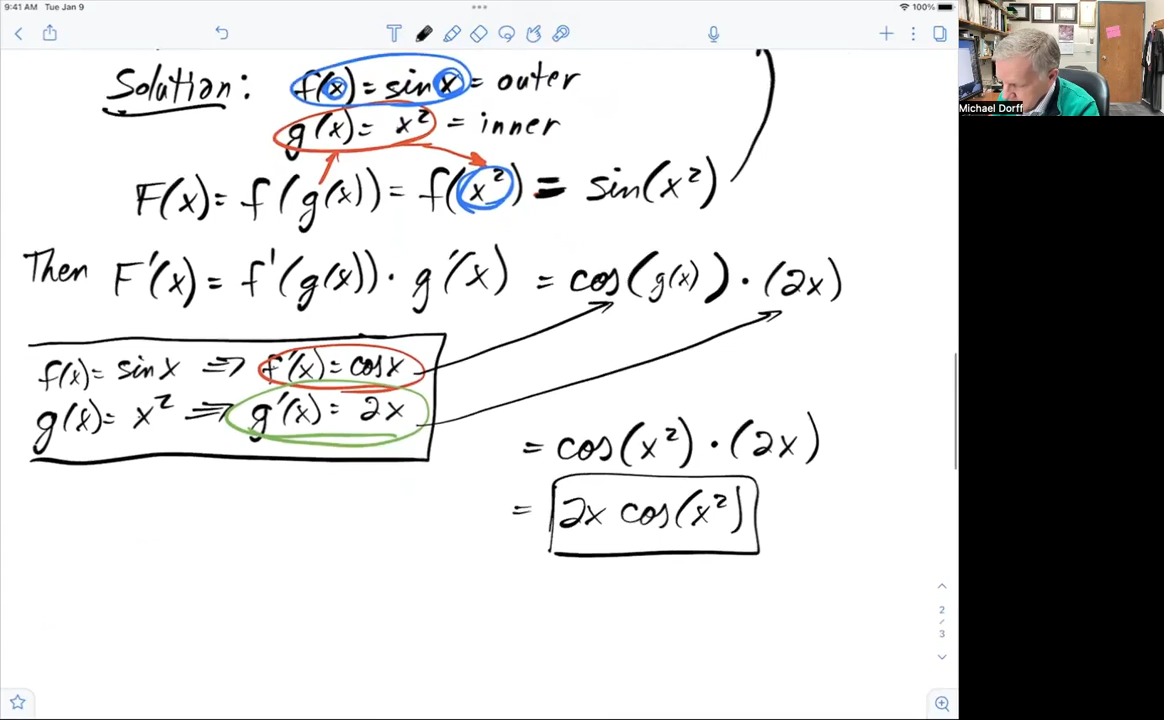 9:41 AM Tue Jan 9
100%
Michael Dorff
Solution: f(x) = sin x = outer
g(x) = x² = inner
F(x) = f(g(x)) = f(x²) = sin(x²)
Then F'(x) = f'(g(x)) · g'(x) = cos(g(x)) · (2x)
f(x) = sin x ⇒ f'(x) = cos x
g(x) = x² ⇒ g'(x) = 2x
= cos(x²) · (2x)
= 2x cos(x²)
2
/
3